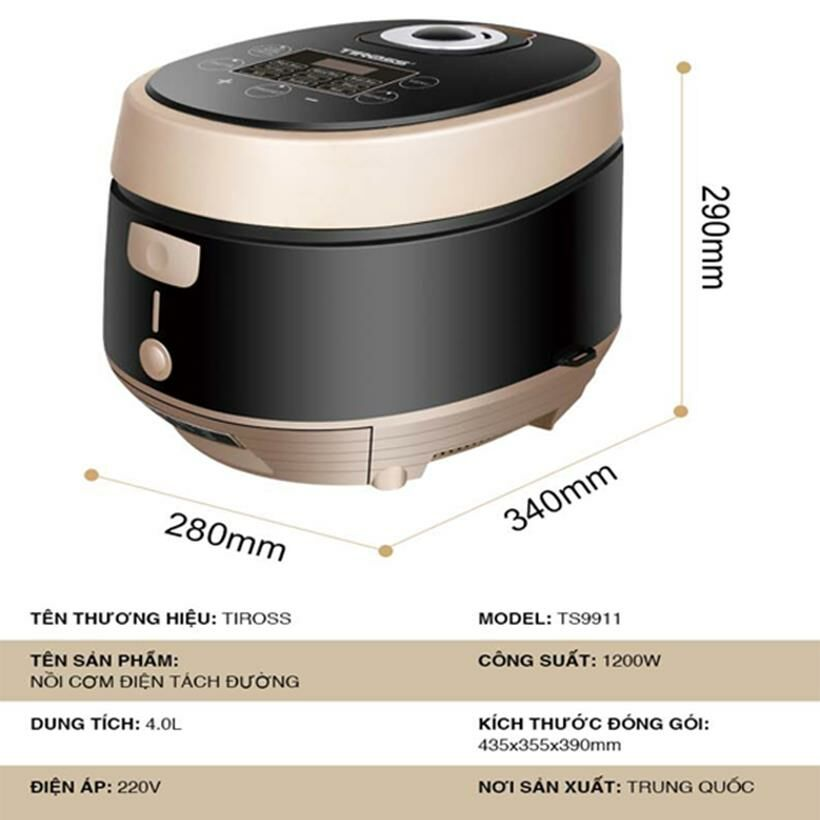 TIROSS
290mm
340mm
280mm
TÊN THƯƠNG HIỆU: TIROSS
MODEL: TS9911
TÊN SẢN PHẨM:
NỒI CƠM ĐIỆN TÁCH ĐƯỜNG
CÔNG SUẤT: 1200W
DUNG TÍCH: 4.0L
KÍCH THƯỚC ĐÓNG GÓI:
435x355x390mm
ĐIỆN ÁP: 220V
NƠI SẢN XUẤT: TRUNG QUỐC